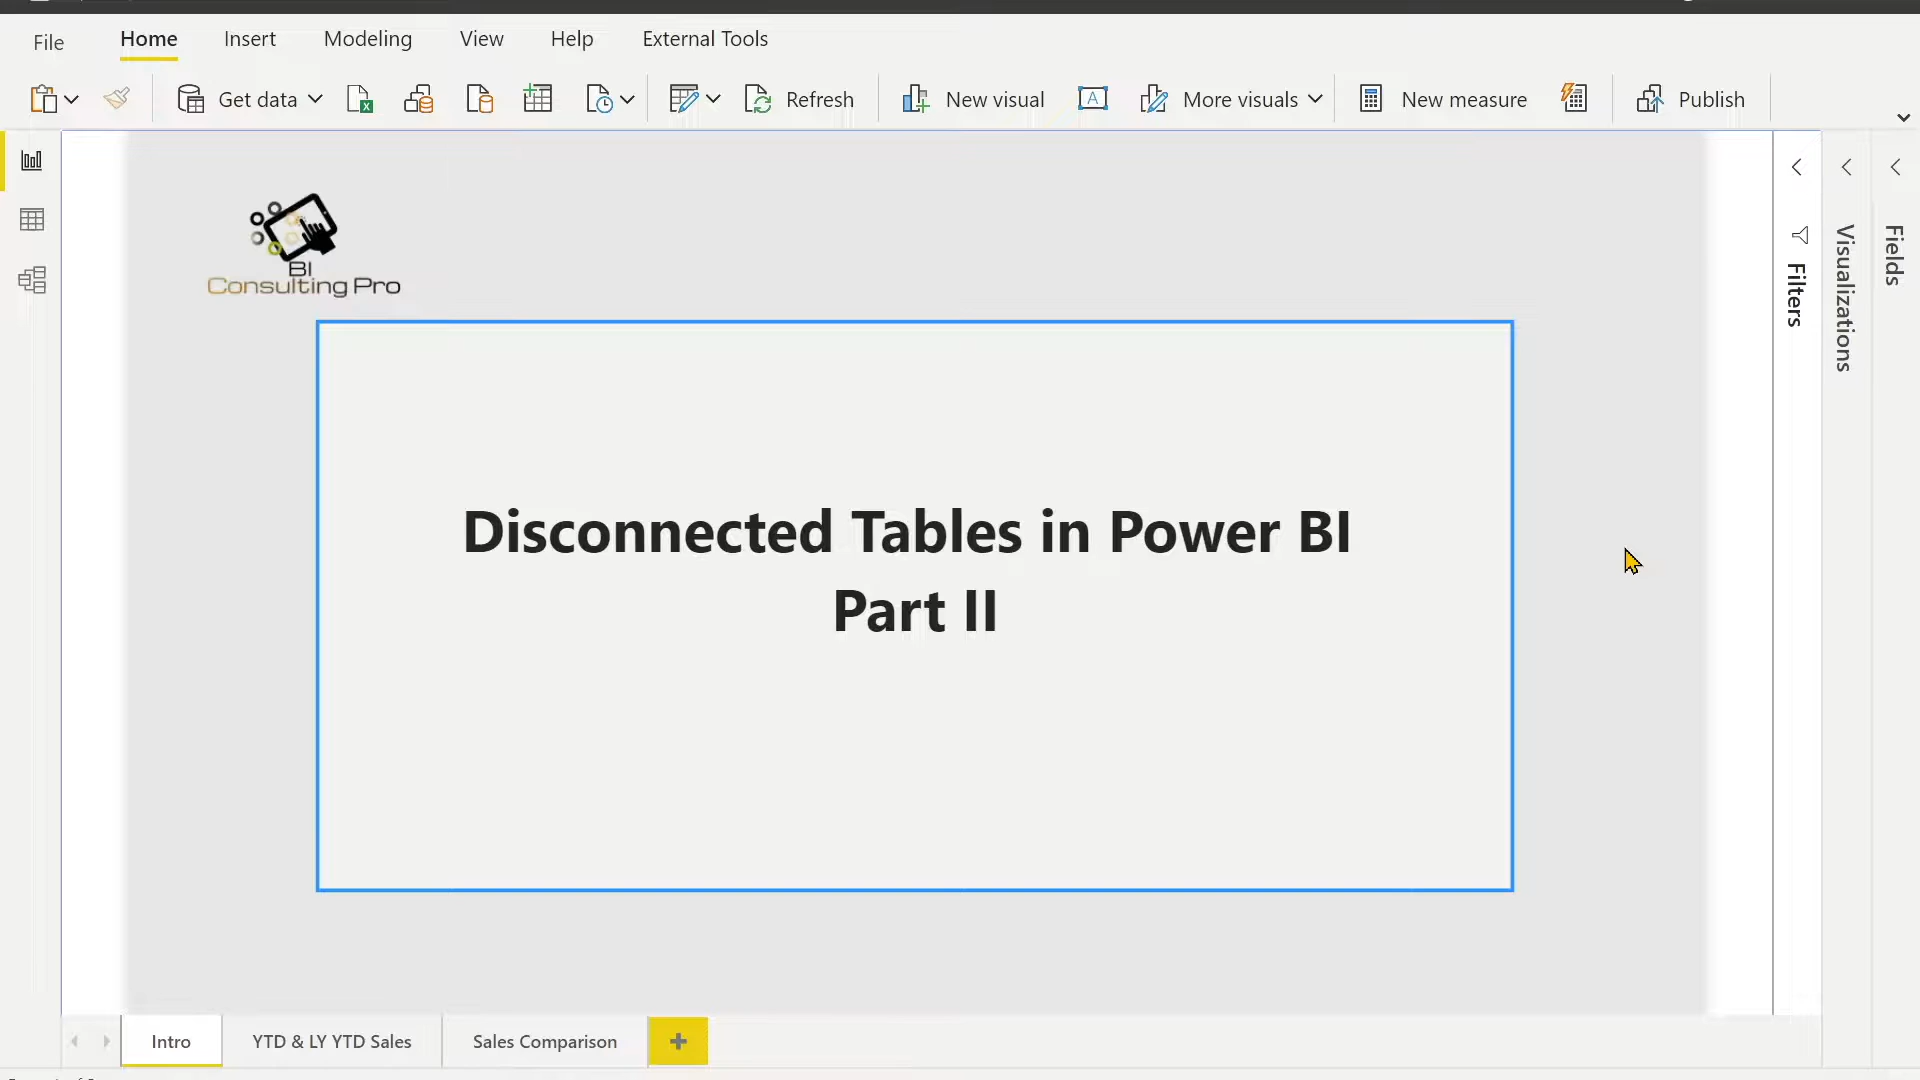 File
Home
Insert
Modeling
View
Help
External Tools
Get data
Refresh
New visual
More visuals
New measure
Publish
BI
Consulting Pro
Disconnected Tables in Power BI
Part II
Filters
Visualizations
Fields
Intro
YTD & LY YTD Sales
Sales Comparison